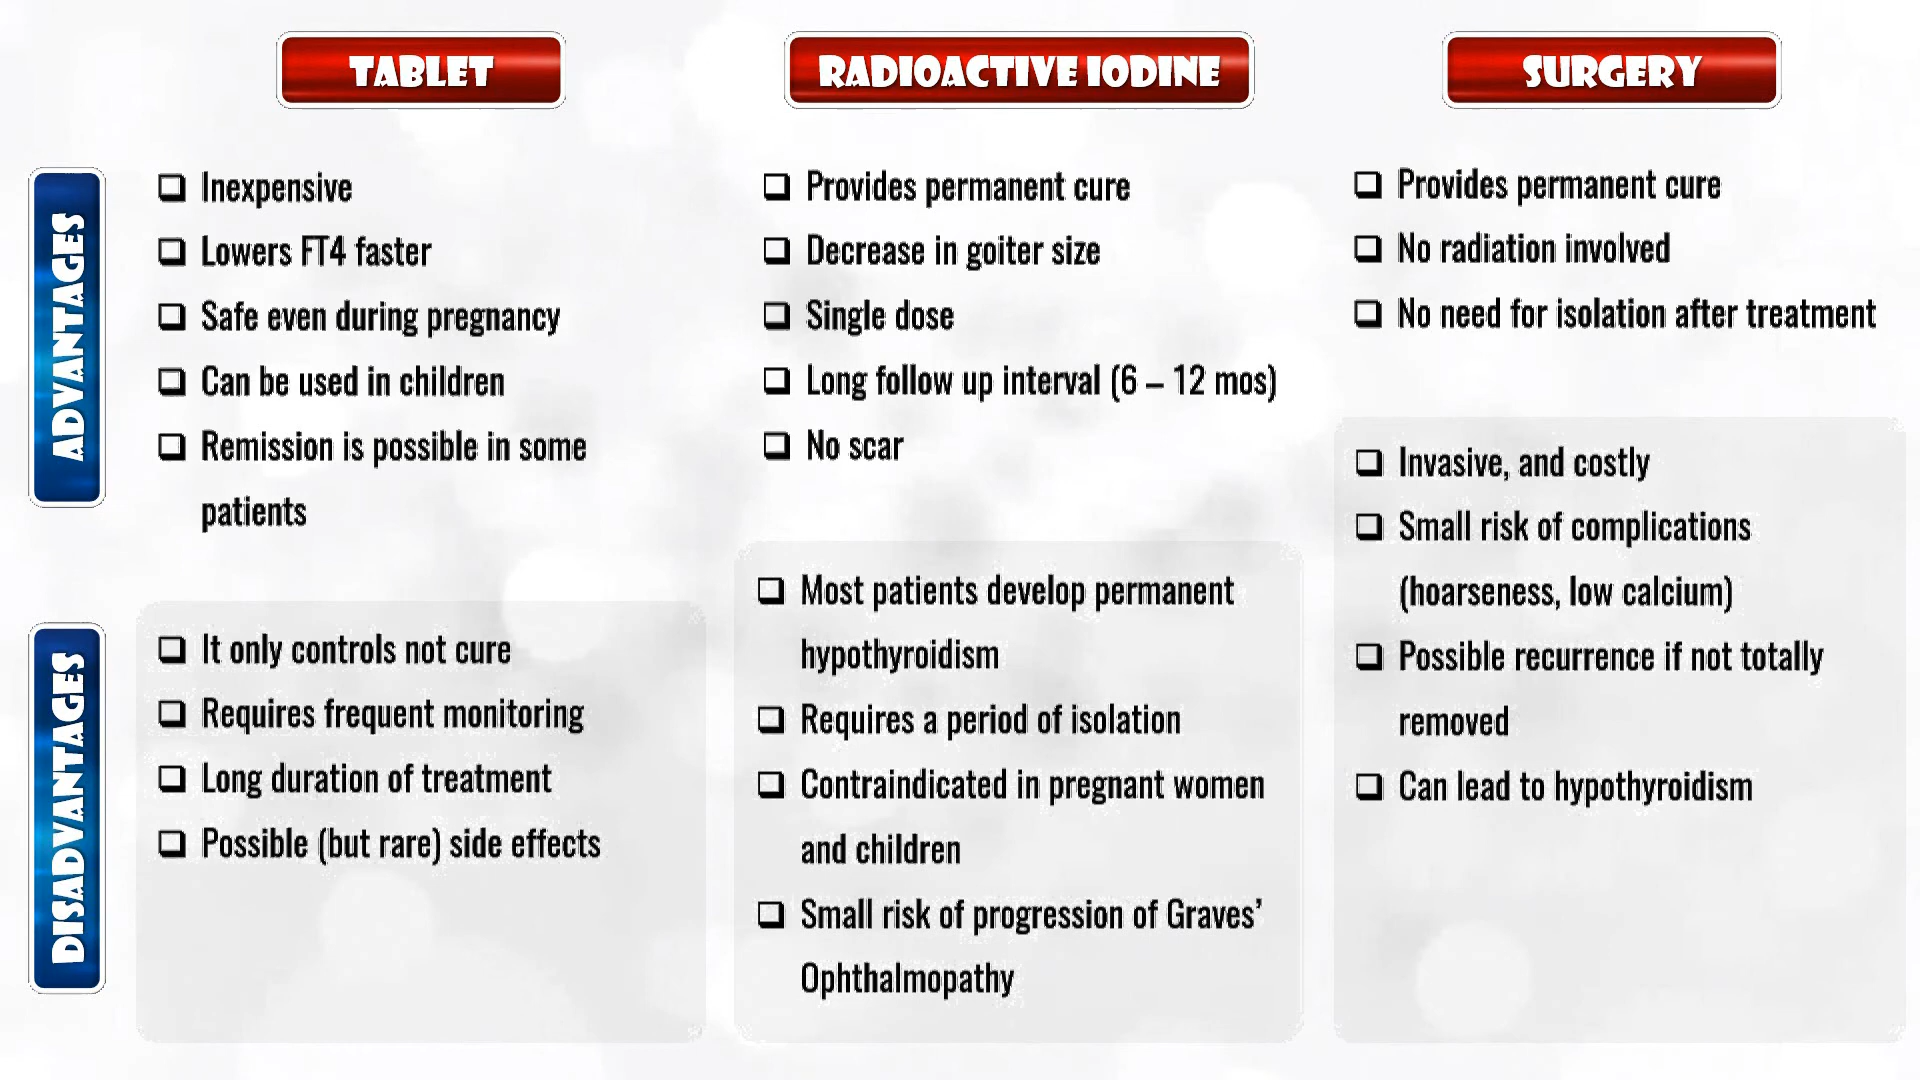 TABLET
RADIOACTIVE IODINE
SURGERY
ADVANTAGES
❑ Inexpensive
❑ Lowers FT4 faster
❑ Safe even during pregnancy
❑ Can be used in children
❑ Remission is possible in some
patients
❑ Provides permanent cure
❑ Decrease in goiter size
❑ Single dose
❑ Long follow up interval (6 – 12 mos)
❑ No scar
❑ Provides permanent cure
❑ No radiation involved
❑ No need for isolation after treatment
DISADVANTAGES
❑ It only controls not cure
❑ Requires frequent monitoring
❑ Long duration of treatment
❑ Possible (but rare) side effects
❑ Most patients develop permanent
hypothyroidism
❑ Requires a period of isolation
❑ Contraindicated in pregnant women
and children
❑ Small risk of progression of Graves’
Ophthalmopathy
❑ Invasive, and costly
❑ Small risk of complications
(hoarseness, low calcium)
❑ Possible recurrence if not totally
removed
❑ Can lead to hypothyroidism